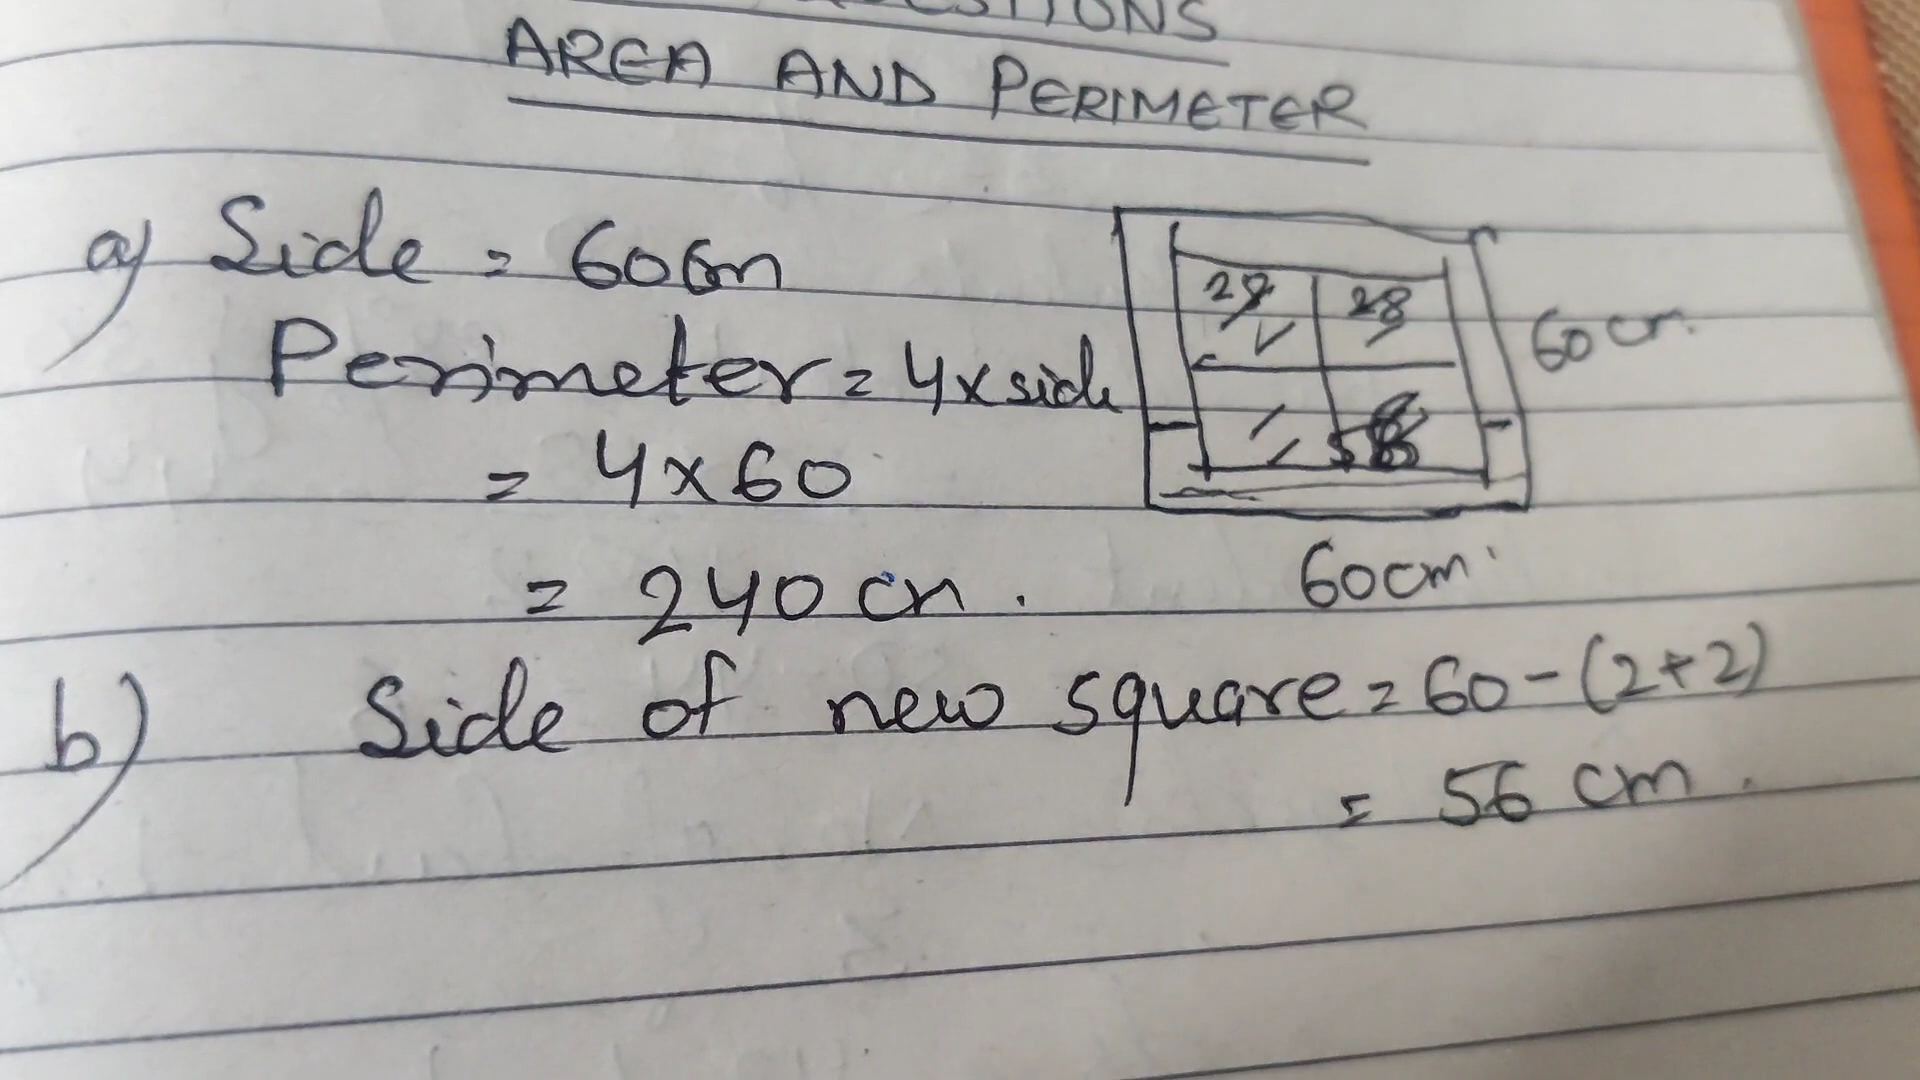 AREA AND PERIMETER
a) Side = 60cm
28 28
60cm.
Perimeter = 4x side
= 4x60
= 240 cm.
60cm.
b) Side of new square = 60-(2+2)
= 56 cm.